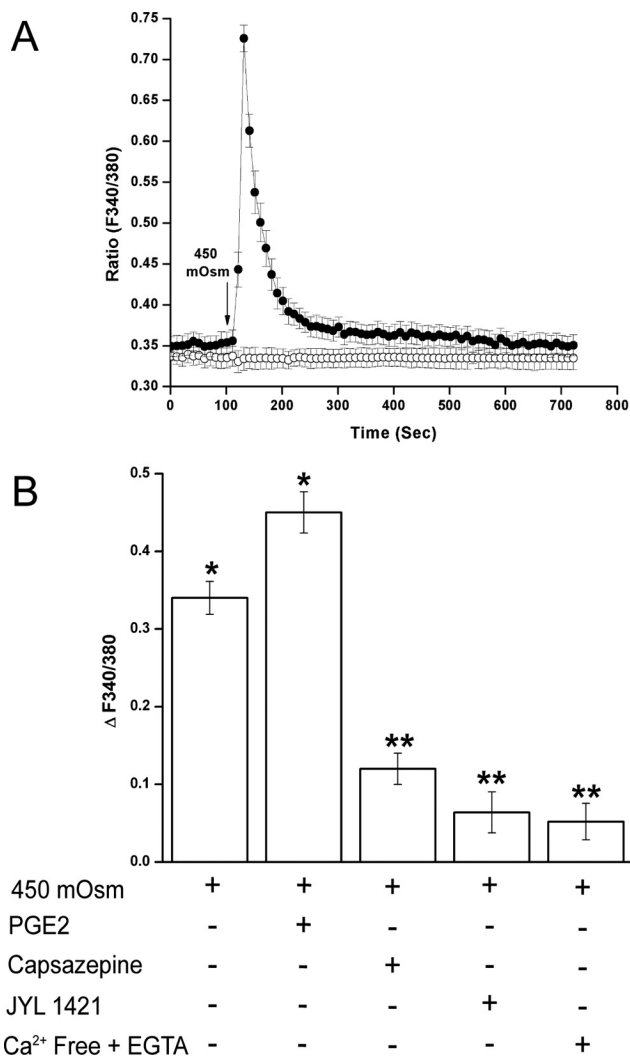 A
0.75
0.70
0.65
0.60
0.55
0.50
0.45
0.40
0.35
0.30
Ratio (F340/380)
450
mOsm
0 100 200 300 400 500 600 700 800
Time (Sec)
B
0.5
0.4
0.3
0.2
0.1
0.0
Δ F340/380
* * ** ** **
450 mOsm + + + + +
PGE2 - + - - -
Capsazepine - - + - -
JYL 1421 - - - + -
Ca²⁺ Free + EGTA - - - - +